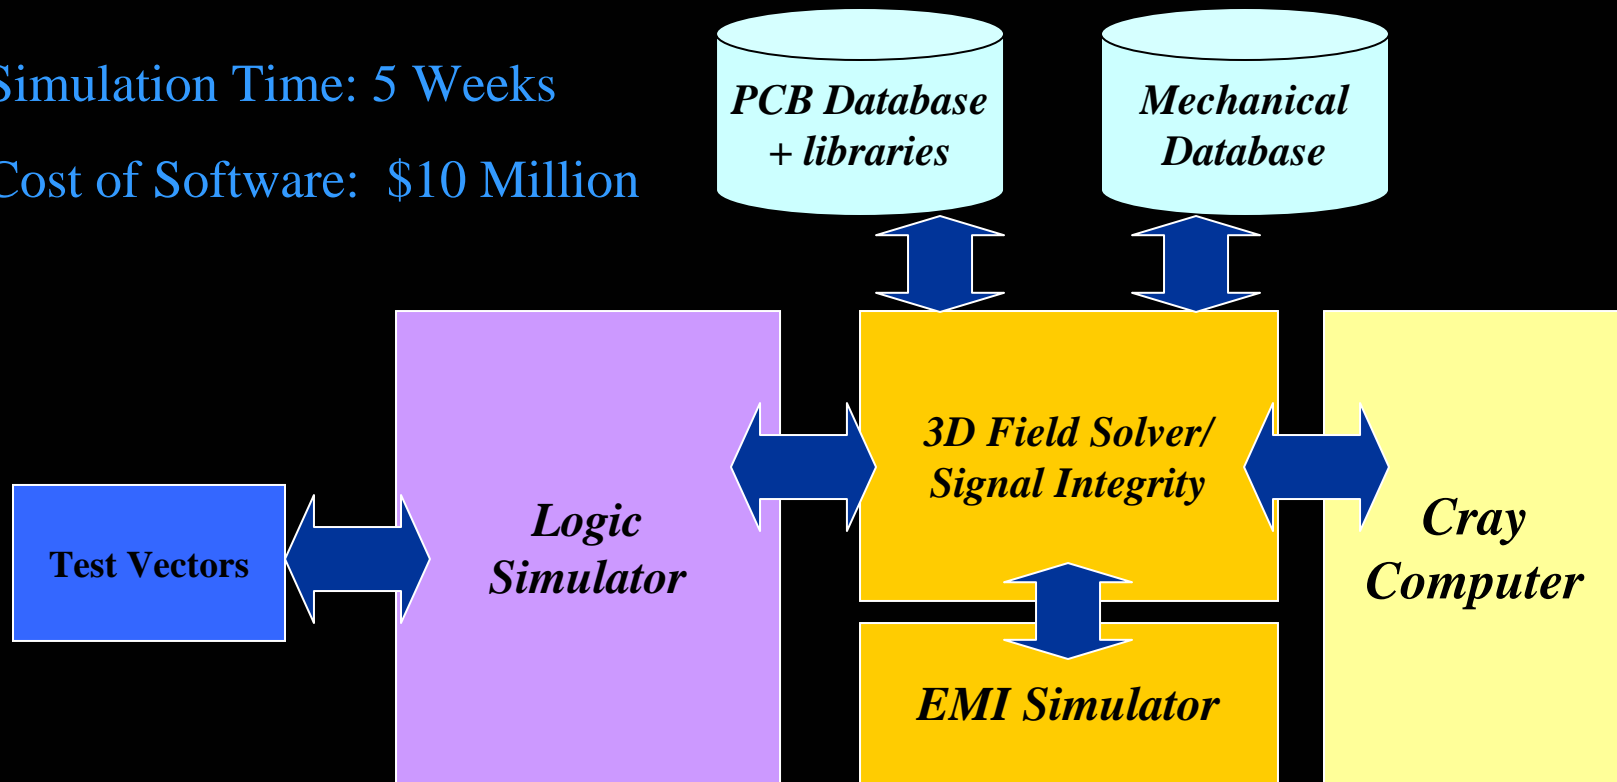 Simulation Time: 5 Weeks
Cost of Software: $10 Million
PCB Database
+ libraries
Mechanical
Database
3D Field Solver/
Signal Integrity
Logic
Simulator
Test Vectors
Cray
Computer
EMI Simulator